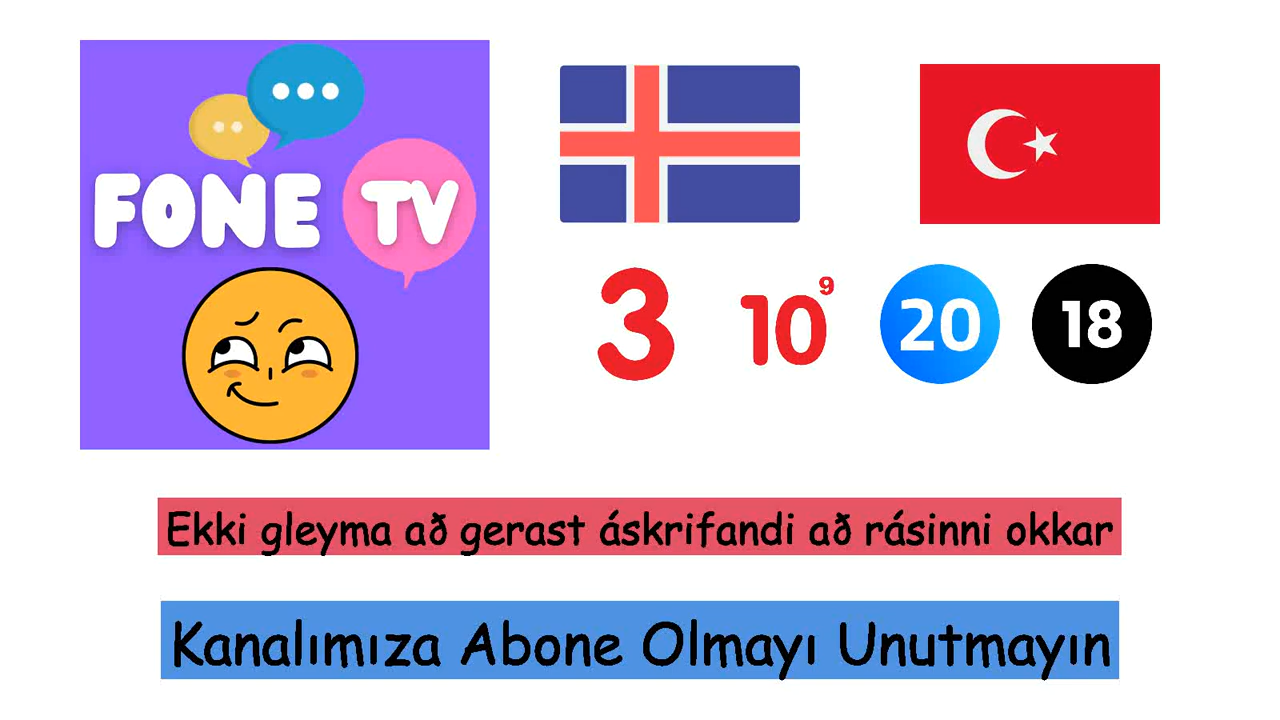 FONE TV
3 10⁹ 20 18
Ekki gleyma að gerast áskrifandi að rásinni okkar
Kanalımıza Abone Olmayı Unutmayın